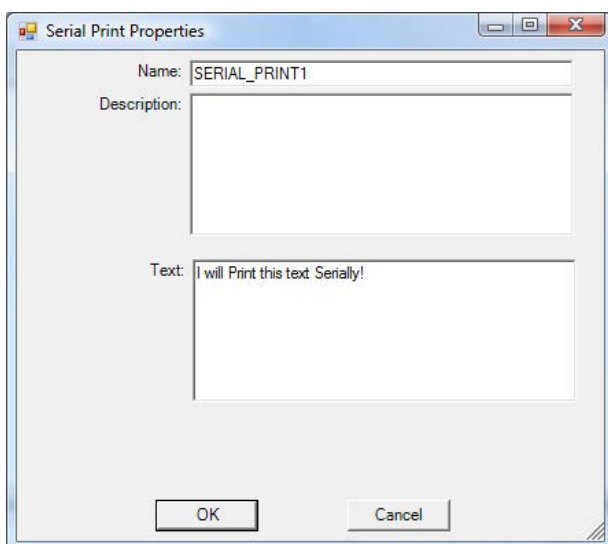 Serial Print Properties
Name: SERIAL_PRINT1
Description:
Text: I will Print this text Serially!
OK Cancel